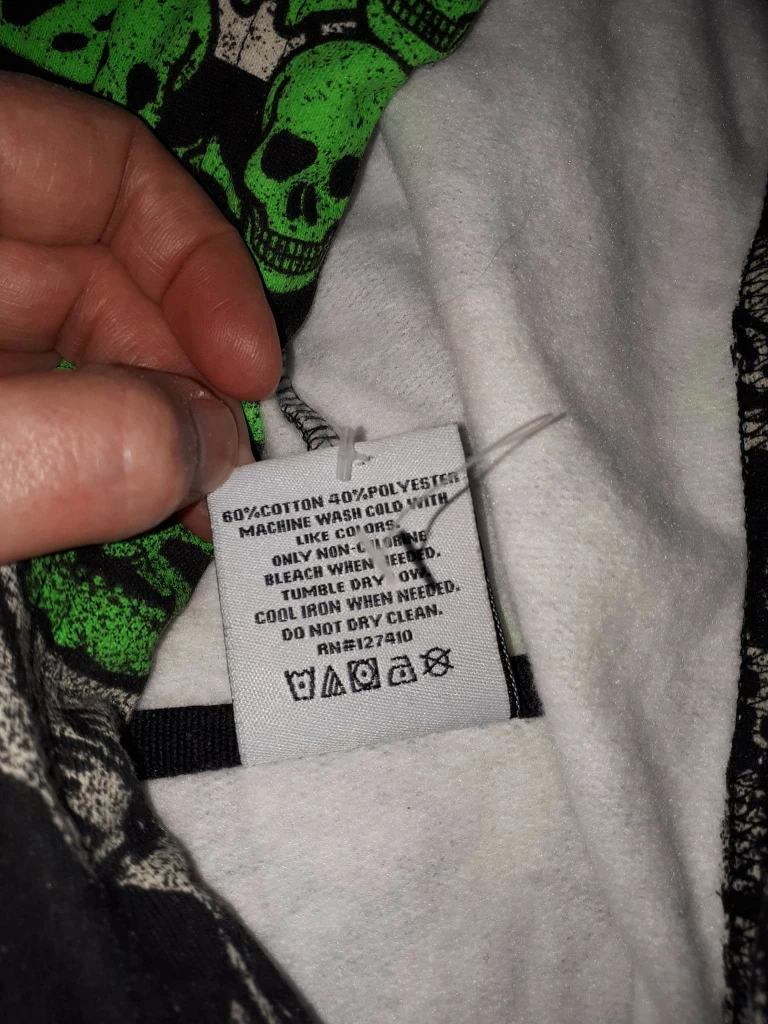 60%COTTON 40%POLYESTER
MACHINE WASH COLD WITH
LIKE COLORS.
ONLY NON-CHLORINE
BLEACH WHEN NEEDED.
TUMBLE DRY LOW.
COOL IRON WHEN NEEDED.
DO NOT DRY CLEAN.
RN#127410